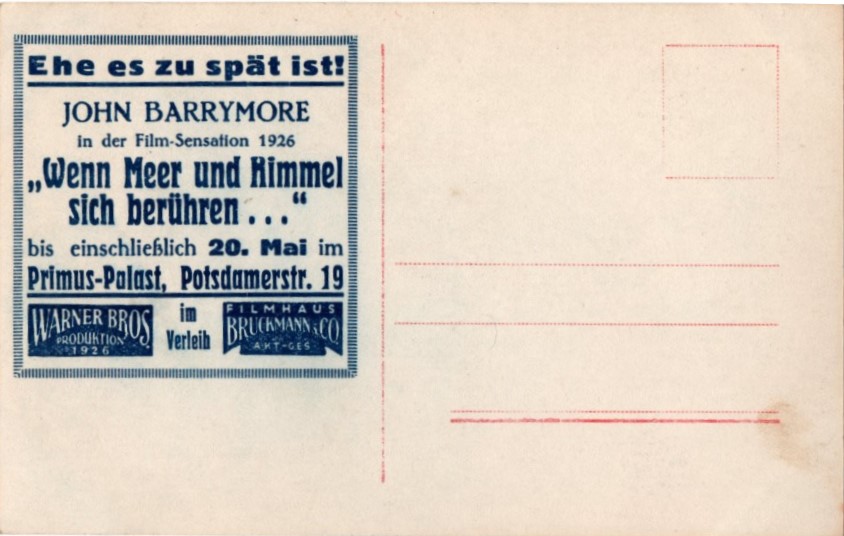 Ehe es zu spät ist!
JOHN BARRYMORE
in der Film-Sensation 1926
„Wenn Meer und Himmel
sich berühren . . .“
bis einschließlich 20. Mai im
Primus-Palast, Potsdamerstr. 19
WARNER BROS
PRODUKTION
1926
im
Verleih
FILMHAUS
BRUCKMANN & CO
AKT-GES